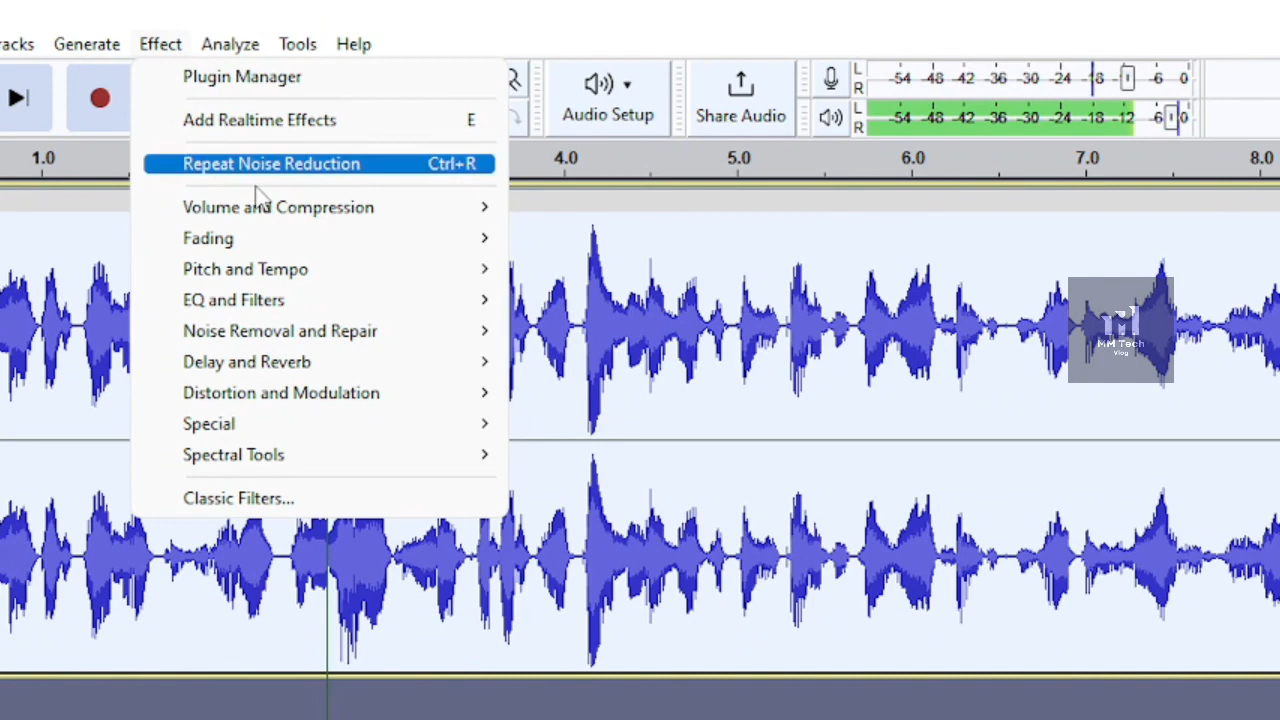 racks Generate Effect Analyze Tools Help
Plugin Manager
Add Realtime Effects E
Repeat Noise Reduction Ctrl+R
Volume and Compression
Fading
Pitch and Tempo
EQ and Filters
Noise Removal and Repair
Delay and Reverb
Distortion and Modulation
Special
Spectral Tools
Classic Filters...
Audio Setup
Share Audio
L
R
-54 -48 -42 -36 -30 -24 -18 -6 0
L
R
-54 -48 -42 -36 -30 -24 -18 -12 -6 0
1.0 4.0 5.0 6.0 7.0 8.0
MM Tech
Vlog